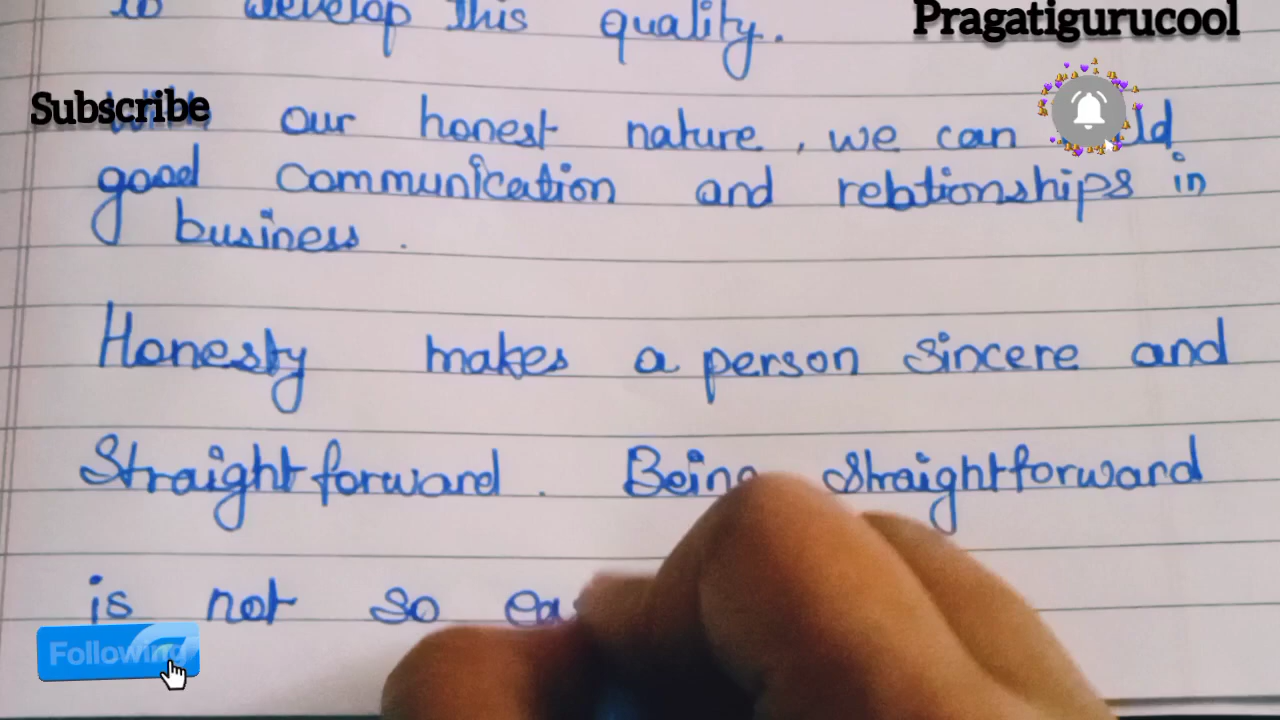 to develop this quality.
Pragatigurucool
Subscribe
our honest nature, we can
good communication and relationships in
business.
Honesty makes a person sincere and
Straightforward. Being straightforward
is not so
Following